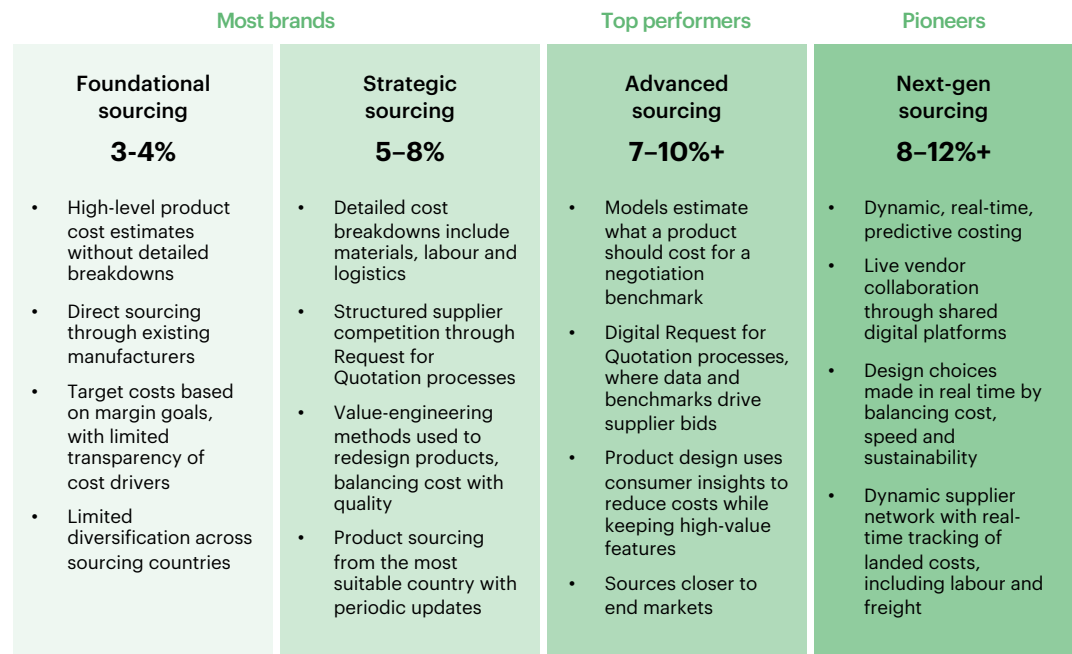 Most brands
Top performers
Pioneers
Foundational
sourcing
3-4%
• High-level product
cost estimates
without detailed
breakdowns
• Direct sourcing
through existing
manufacturers
• Target costs based
on margin goals,
with limited
transparency of
cost drivers
• Limited
diversification across
sourcing countries
Strategic
sourcing
5–8%
• Detailed cost
breakdowns include
materials, labour and
logistics
• Structured supplier
competition through
Request for
Quotation processes
• Value-engineering
methods used to
redesign products,
balancing cost with
quality
• Product sourcing
from the most
suitable country with
periodic updates
Advanced
sourcing
7–10%+
• Models estimate
what a product
should cost for a
negotiation
benchmark
• Digital Request for
Quotation processes,
where data and
benchmarks drive
supplier bids
• Product design uses
consumer insights to
reduce costs while
keeping high-value
features
• Sources closer to
end markets
Next-gen
sourcing
8–12%+
• Dynamic, real-time,
predictive costing
• Live vendor
collaboration
through shared
digital platforms
• Design choices
made in real time by
balancing cost,
speed and
sustainability
• Dynamic supplier
network with real-
time tracking of
landed costs,
including labour and
freight